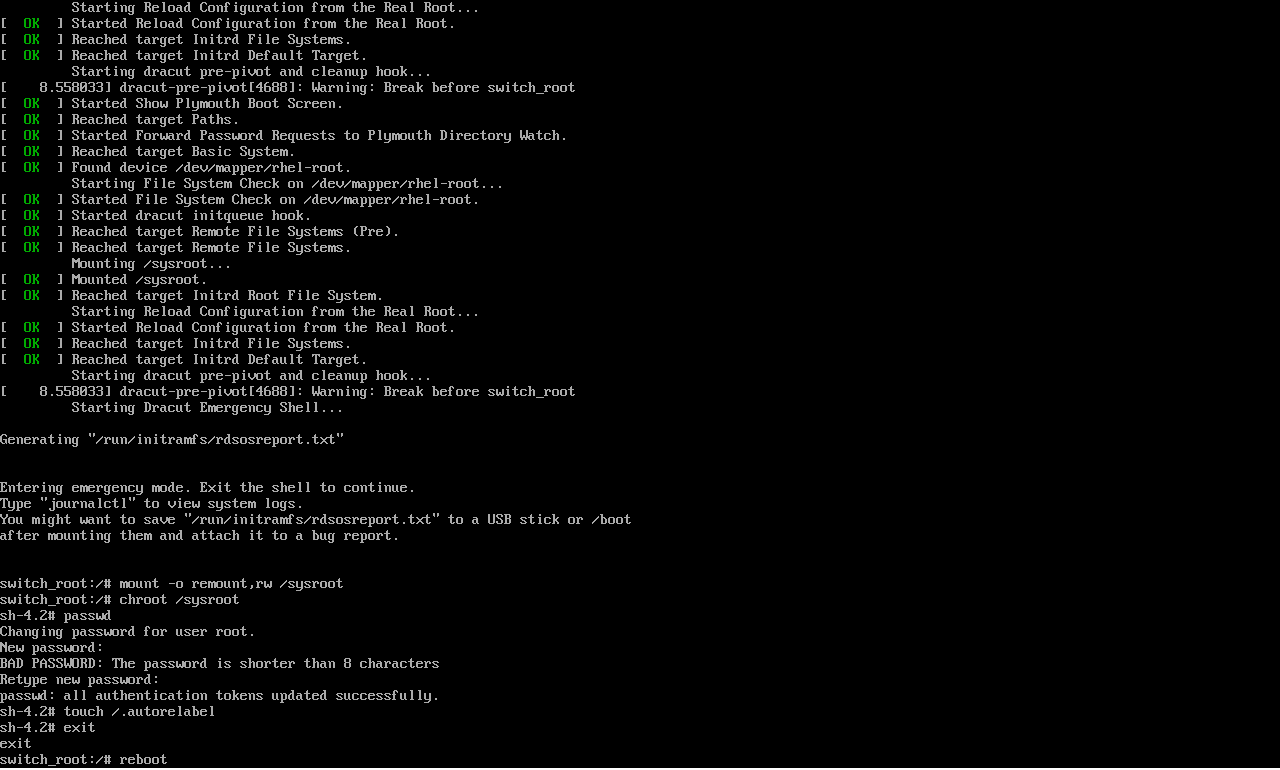 Starting Reload Configuration from the Real Root...
[  OK  ] Started Reload Configuration from the Real Root.
[  OK  ] Reached target Initrd File Systems.
[  OK  ] Reached target Initrd Default Target.
         Starting dracut pre-pivot and cleanup hook...
[    8.558033] dracut-pre-pivot[4688]: Warning: Break before switch_root
[  OK  ] Started Show Plymouth Boot Screen.
[  OK  ] Reached target Paths.
[  OK  ] Started Forward Password Requests to Plymouth Directory Watch.
[  OK  ] Reached target Basic System.
[  OK  ] Found device /dev/mapper/rhel-root.
         Starting File System Check on /dev/mapper/rhel-root...
[  OK  ] Started File System Check on /dev/mapper/rhel-root.
[  OK  ] Started dracut initqueue hook.
[  OK  ] Reached target Remote File Systems (Pre).
[  OK  ] Reached target Remote File Systems.
         Mounting /sysroot...
[  OK  ] Mounted /sysroot.
[  OK  ] Reached target Initrd Root File System.
         Starting Reload Configuration from the Real Root...
[  OK  ] Started Reload Configuration from the Real Root.
[  OK  ] Reached target Initrd File Systems.
[  OK  ] Reached target Initrd Default Target.
         Starting dracut pre-pivot and cleanup hook...
[    8.558033] dracut-pre-pivot[4688]: Warning: Break before switch_root
         Starting Dracut Emergency Shell...
Generating "/run/initramfs/rdsosreport.txt"
Entering emergency mode. Exit the shell to continue.
Type "journalctl" to view system logs.
You might want to save "/run/initramfs/rdsosreport.txt" to a USB stick or /boot
after mounting them and attach it to a bug report.
switch_root:/# mount -o remount,rw /sysroot
switch_root:/# chroot /sysroot
sh-4.2# passwd
Changing password for user root.
New password:
BAD PASSWORD: The password is shorter than 8 characters
Retype new password:
passwd: all authentication tokens updated successfully.
sh-4.2# touch /.autorelabel
sh-4.2# exit
exit
switch_root:/# reboot